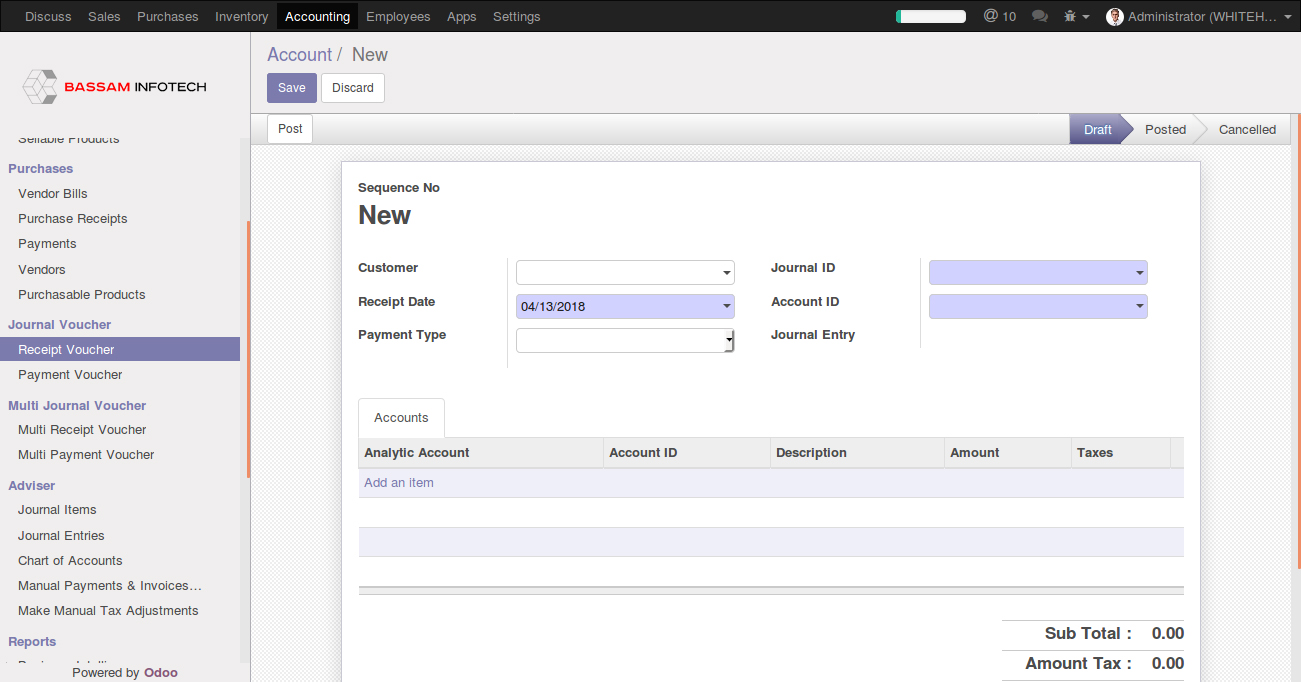 Discuss Sales Purchases Inventory Accounting Employees Apps Settings @ 10 Administrator (WHITEH...
BASSAM INFOTECH
Sellable Products
Purchases
Vendor Bills
Purchase Receipts
Payments
Vendors
Purchasable Products
Journal Voucher
Receipt Voucher
Payment Voucher
Multi Journal Voucher
Multi Receipt Voucher
Multi Payment Voucher
Adviser
Journal Items
Journal Entries
Chart of Accounts
Manual Payments & Invoices...
Make Manual Tax Adjustments
Reports
Powered by Odoo
Account / New
Save Discard
Post Draft Posted Cancelled
Sequence No
New
Customer Journal ID
Receipt Date 04/13/2018 Account ID
Payment Type Journal Entry
Accounts
Analytic Account Account ID Description Amount Taxes
Add an item
Sub Total : 0.00
Amount Tax : 0.00